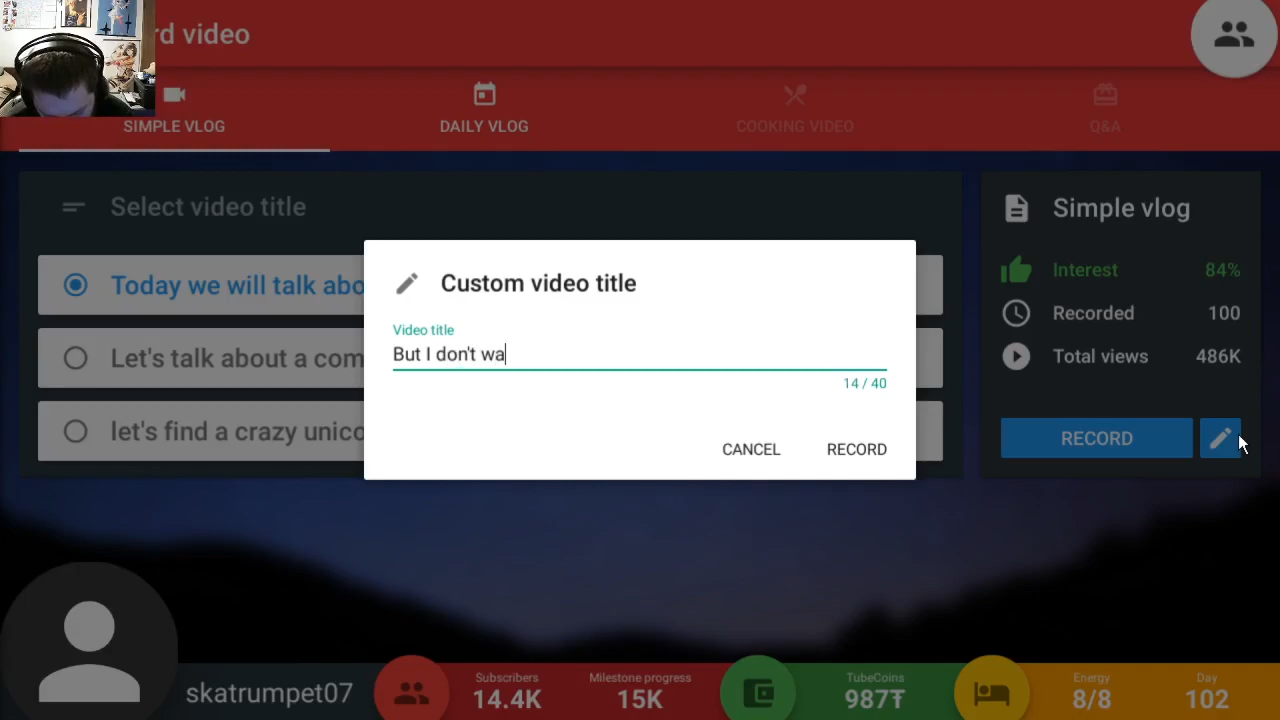 rd video
SIMPLE VLOG
DAILY VLOG
COOKING VIDEO
Q&A
Select video title
Today we will talk abo
Let's talk about a com
let's find a crazy unico
Custom video title
Video title
But I don't wa
14 / 40
CANCEL
RECORD
Simple vlog
Interest 84%
Recorded 100
Total views 486K
RECORD
skatrumpet07
Subscribers
14.4K
Milestone progress
15K
TubeCoins
987₮
Energy
8/8
Day
102